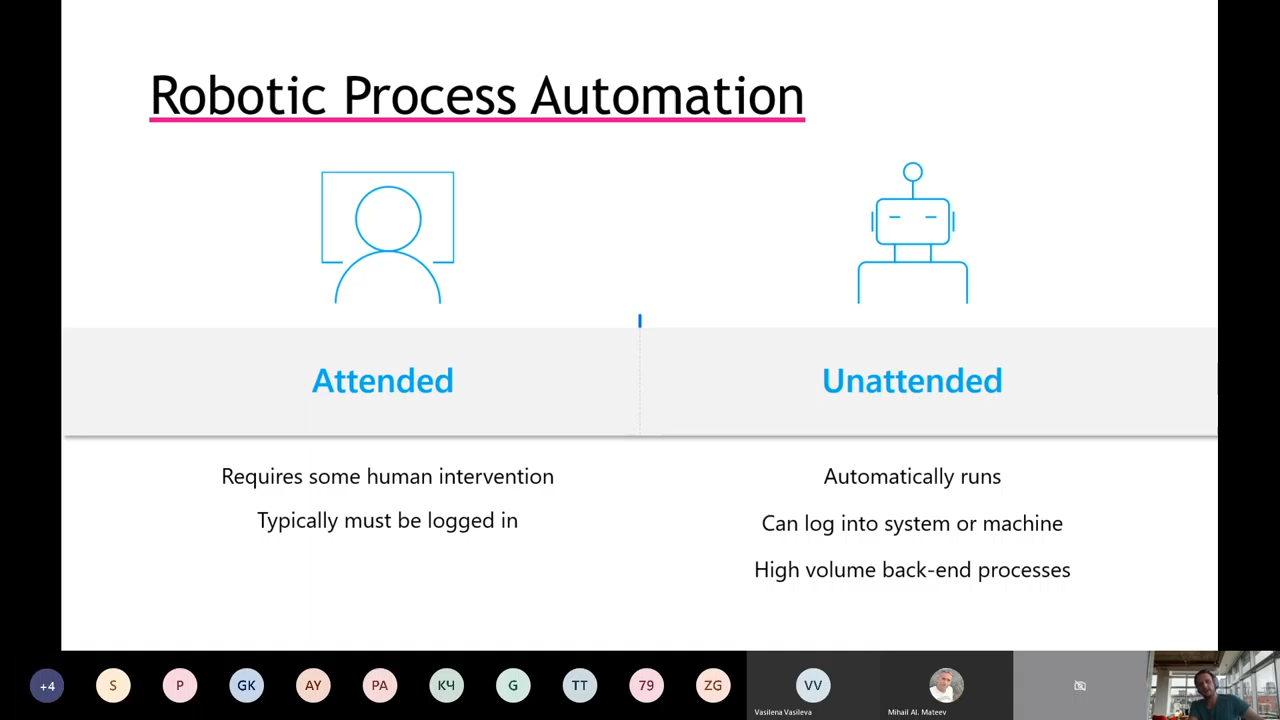 Robotic Process Automation
Attended
Unattended
Requires some human intervention
Typically must be logged in
Automatically runs
Can log into system or machine
High volume back-end processes
+4
S
P
GK
AY
PA
КЧ
G
TT
79
ZG
VV
Vasilena Vasileva
Mihail Al. Mateev